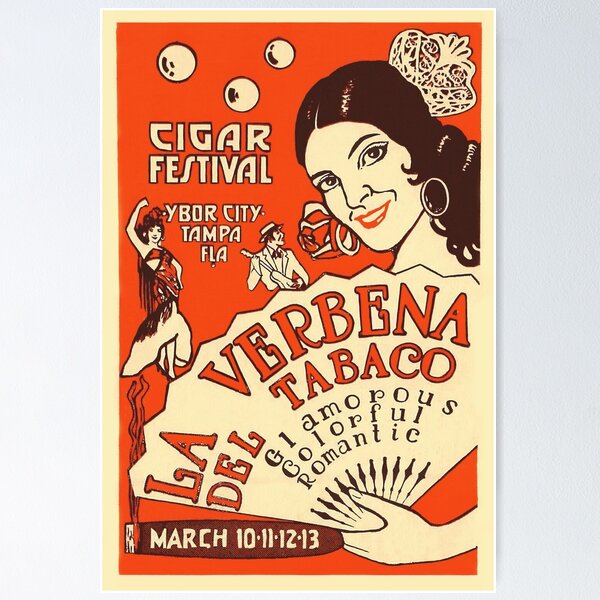 CIGAR
FESTIVAL
·YBOR CITY·
TAMPA
FLA
LA VERBENA
DEL TABACO
Glamorous
Colorful
Romantic
MARCH 10·11·12·13